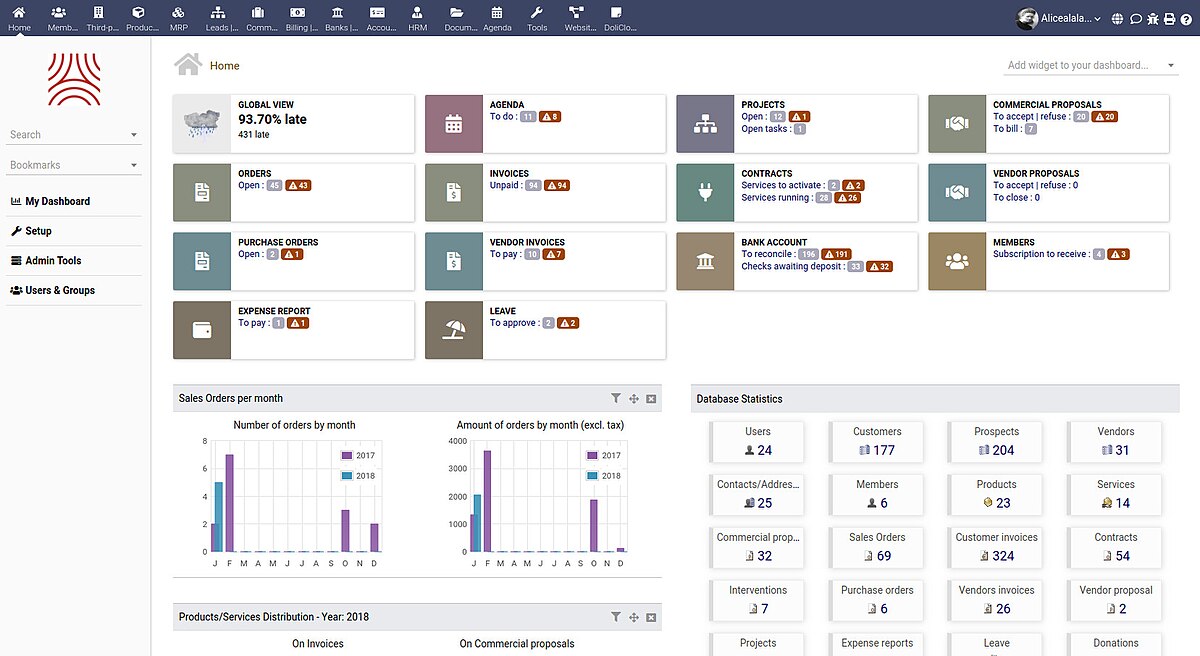 Home
Memb...
Third-p...
Produc...
MRP
Leads |...
Comm...
Billing |...
Banks |...
Accou...
HRM
Docum...
Agenda
Tools
Websit...
DoliClo...
Alicealala...
Search
Bookmarks
My Dashboard
Setup
Admin Tools
Users & Groups
Home
Add widget to your dashboard...
GLOBAL VIEW
93.70% late
431 late
AGENDA
To do : 11 8
PROJECTS
Open : 12 1
Open tasks : 1
COMMERCIAL PROPOSALS
To accept | refuse : 20 20
To bill : 7
ORDERS
Open : 45 43
INVOICES
Unpaid : 94 94
CONTRACTS
Services to activate : 2 2
Services running : 28 26
VENDOR PROPOSALS
To accept | refuse : 0
To close : 0
PURCHASE ORDERS
Open : 2 1
VENDOR INVOICES
To pay : 10 7
BANK ACCOUNT
To reconcile : 196 191
Checks awaiting deposit : 33 32
MEMBERS
Subscription to receive : 4 3
EXPENSE REPORT
To pay : 1 1
LEAVE
To approve : 2 2
Sales Orders per month
Number of orders by month
8
6
4
2
0
2017
2018
J F M A M J J A S O N D
Amount of orders by month (excl. tax)
4000
3000
2000
1000
0
2017
2018
J F M A M J J A S O N D
Products/Services Distribution - Year: 2018
On Invoices
On Commercial proposals
Database Statistics
Users
24
Customers
177
Prospects
204
Vendors
31
Contacts/Addres...
25
Members
6
Products
23
Services
14
Commercial prop...
32
Sales Orders
69
Customer invoices
324
Contracts
54
Interventions
7
Purchase orders
6
Vendors invoices
26
Vendor proposal
2
Projects
Expense reports
Leave
Donations